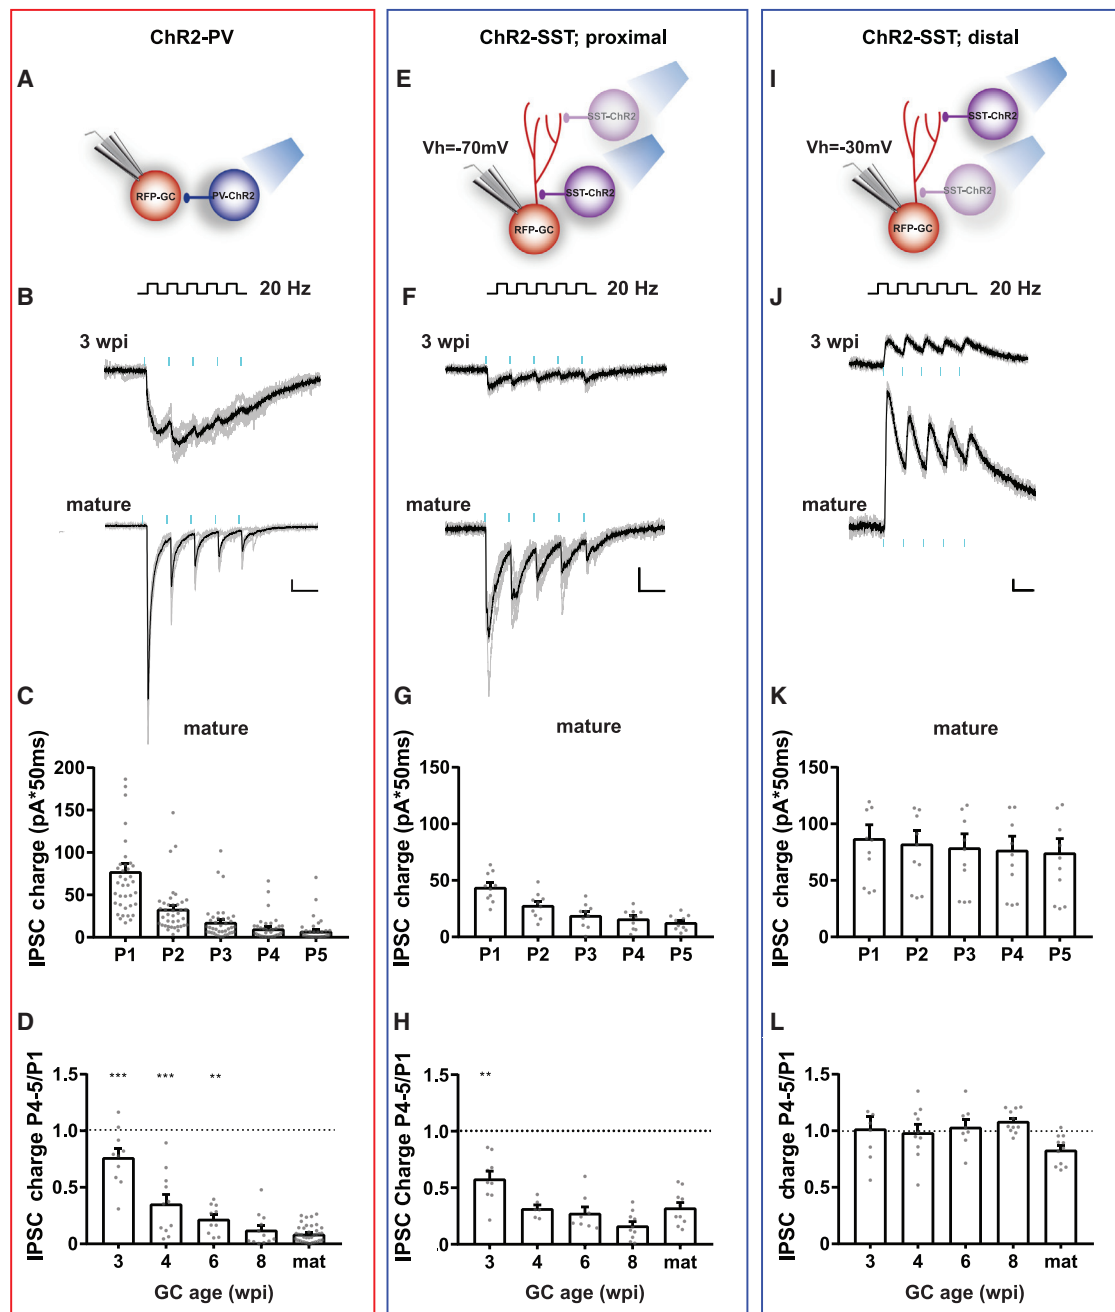 ChR2-PV
A
RFP-GC
PV-ChR2
B
20 Hz
3 wpi
mature
C
mature
IPSC charge (pA*50ms)
200
150
100
50
0
P1 P2 P3 P4 P5
D
IPSC charge P4-5/P1
*** *** **
1.5
1.0
0.5
0
3 4 6 8 mat
GC age (wpi)
ChR2-SST; proximal
E
SST-ChR2
Vh=-70mV
SST-ChR2
RFP-GC
F
20 Hz
3 wpi
mature
G
mature
IPSC charge (pA*50ms)
150
100
50
0
P1 P2 P3 P4 P5
H
IPSC Charge P4-5/P1
**
1.5
1.0
0.5
0
3 4 6 8 mat
GC age (wpi)
ChR2-SST; distal
I
SST-ChR2
Vh=-30mV
SST-ChR2
RFP-GC
J
20 Hz
3 wpi
mature
K
mature
IPSC charge (pA*50ms)
150
100
50
0
P1 P2 P3 P4 P5
L
IPSC charge P4-5/P1
1.5
1.0
0.5
0
3 4 6 8 mat
GC age (wpi)